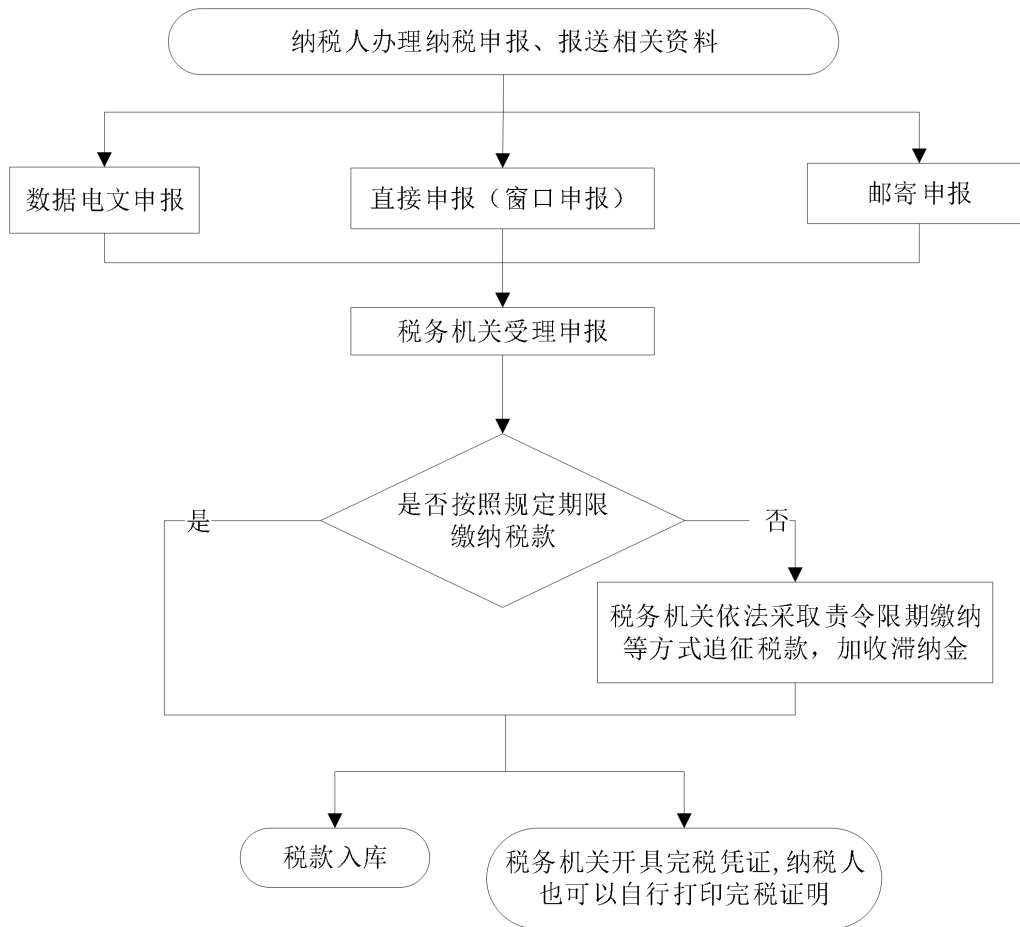 纳税人办理纳税申报、报送相关资料
数据电文申报
直接申报（窗口申报）
邮寄申报
税务机关受理申报
是否按照规定期限
缴纳税款
是
否
税务机关依法采取责令限期缴纳
等方式追征税款，加收滞纳金
税款入库
税务机关开具完税凭证,纳税人
也可以自行打印完税证明